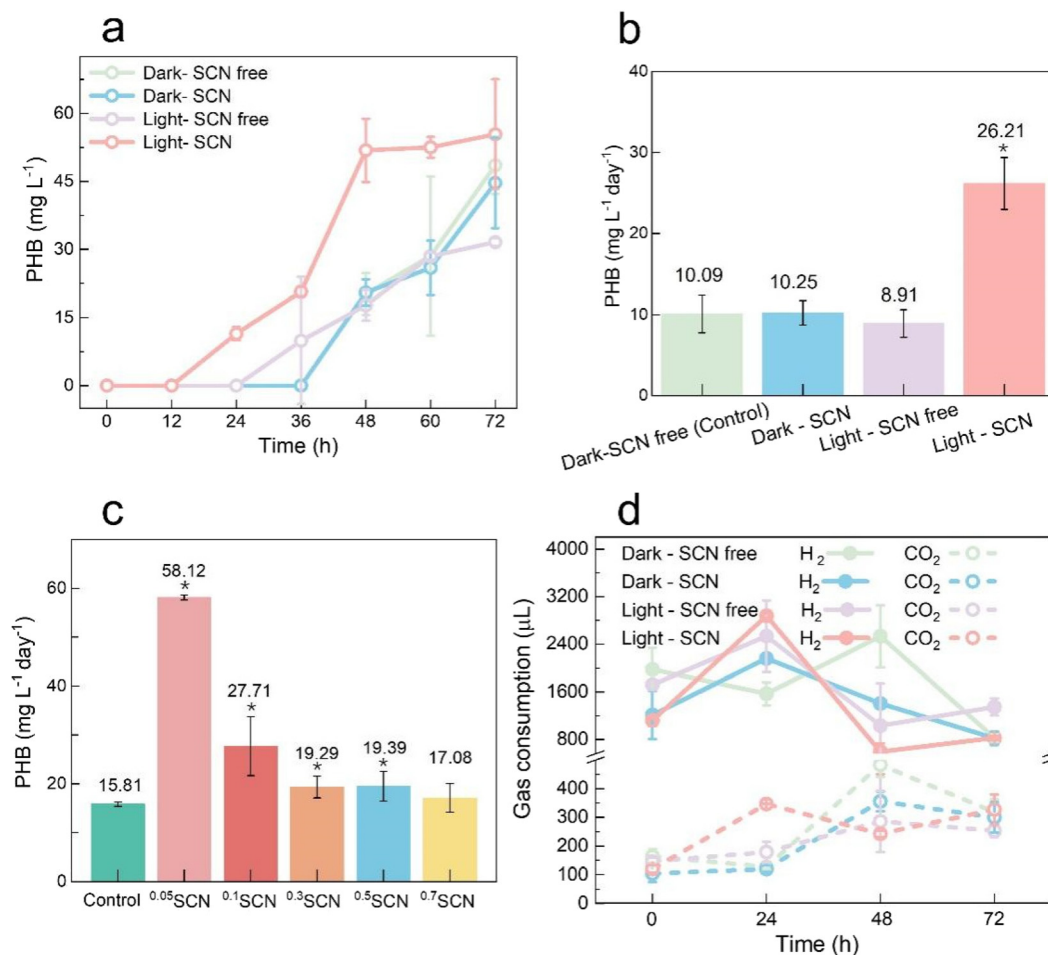 a
Dark- SCN free
Dark- SCN
Light- SCN free
Light- SCN
PHB (mg L⁻¹)
60
45
30
15
0
0 12 24 36 48 60 72
Time (h)
b
PHB (mg L⁻¹ day⁻¹)
40
30
20
10
0
10.09
10.25
8.91
26.21
*
Dark-SCN free (Control)
Dark - SCN
Light - SCN free
Light - SCN
c
PHB (mg L⁻¹ day⁻¹)
60
40
20
0
15.81
58.12
*
27.71
*
19.29
*
19.39
*
17.08
Control ⁰·⁰⁵SCN ⁰·¹SCN ⁰·³SCN ⁰·⁵SCN ⁰·⁷SCN
d
Dark - SCN free H₂ CO₂
Dark - SCN H₂ CO₂
Light - SCN free H₂ CO₂
Light - SCN H₂ CO₂
Gas consumption (μL)
4000
3200
2400
1600
800
400
300
200
100
0
0 24 48 72
Time (h)